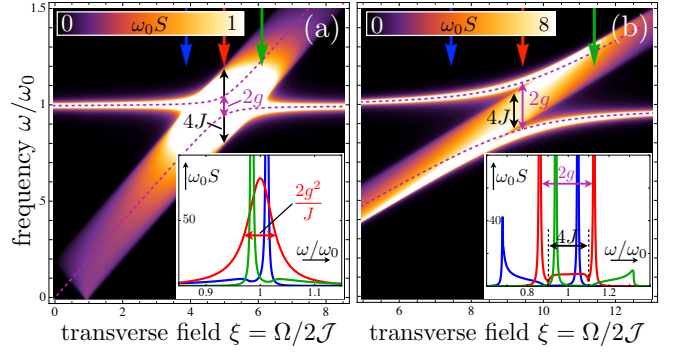 frequency ω/ω₀
1.5
1
0.5
0
0 ω₀S 1
(a)
2g
4J
ω₀S
50
2g²/J
ω/ω₀
0.9 1 1.1
0 2 4 6 8
transverse field ξ = Ω/2𝒥
0 ω₀S 8
(b)
2g
4J
ω₀S
40
2g
4J
ω/ω₀
0.8 1 1.2
6 8 10 12
transverse field ξ = Ω/2𝒥